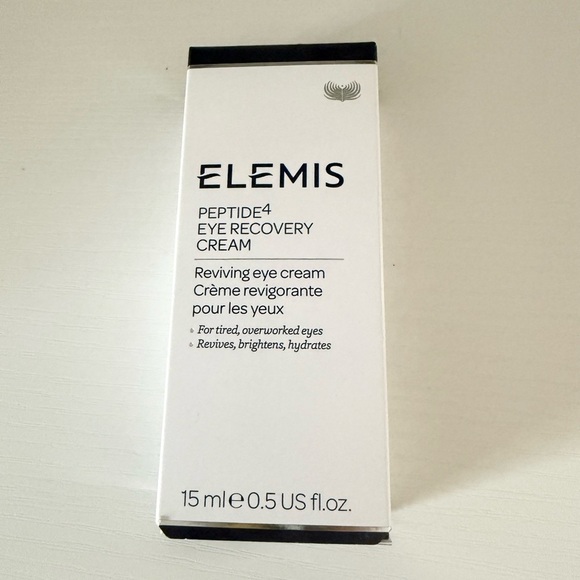 ELEMIS
PEPTIDE⁴
EYE RECOVERY
CREAM
Reviving eye cream
Crème revigorante
pour les yeux
For tired, overworked eyes
Revives, brightens, hydrates
15 ml ℮ 0.5 US fl.oz.